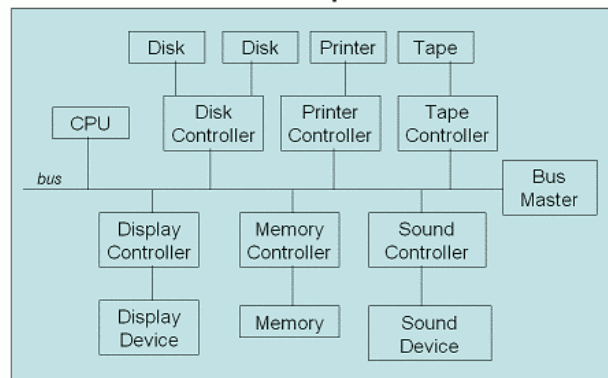 Disk
Disk
Printer
Tape
CPU
Disk
Controller
Printer
Controller
Tape
Controller
bus
Bus
Master
Display
Controller
Memory
Controller
Sound
Controller
Display
Device
Memory
Sound
Device